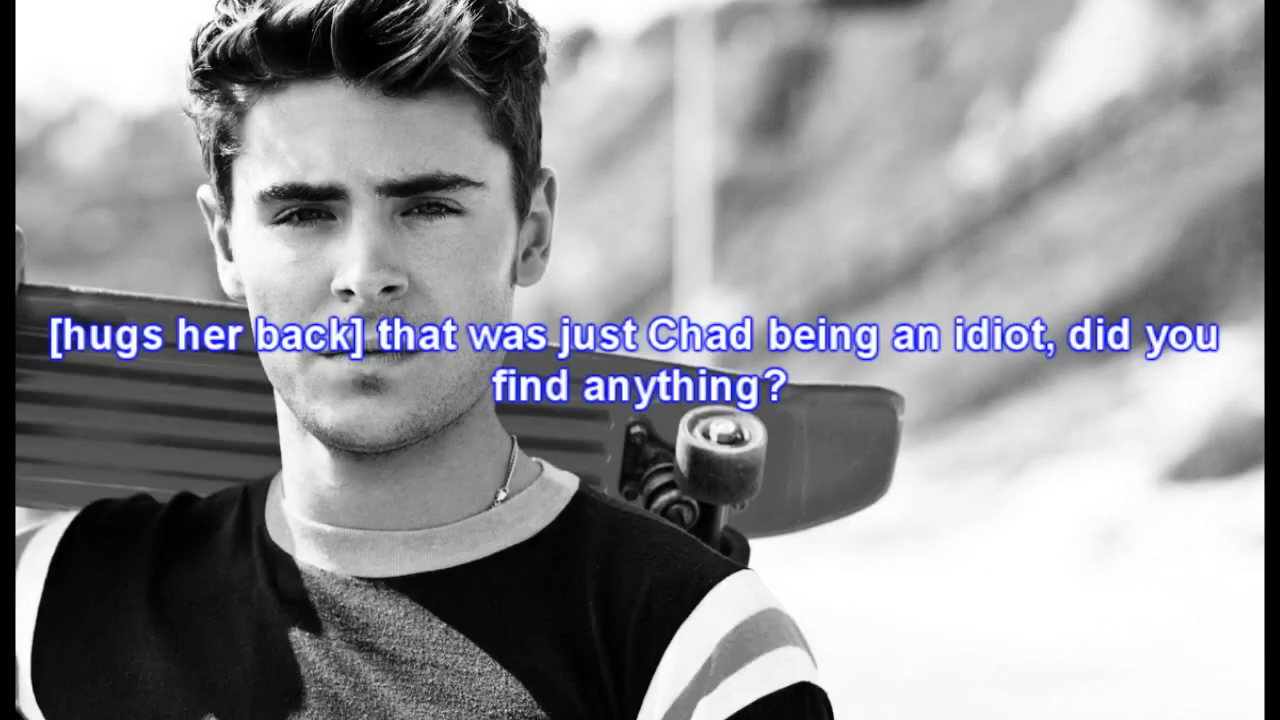 [hugs her back] that was just Chad being an idiot, did you
find anything?